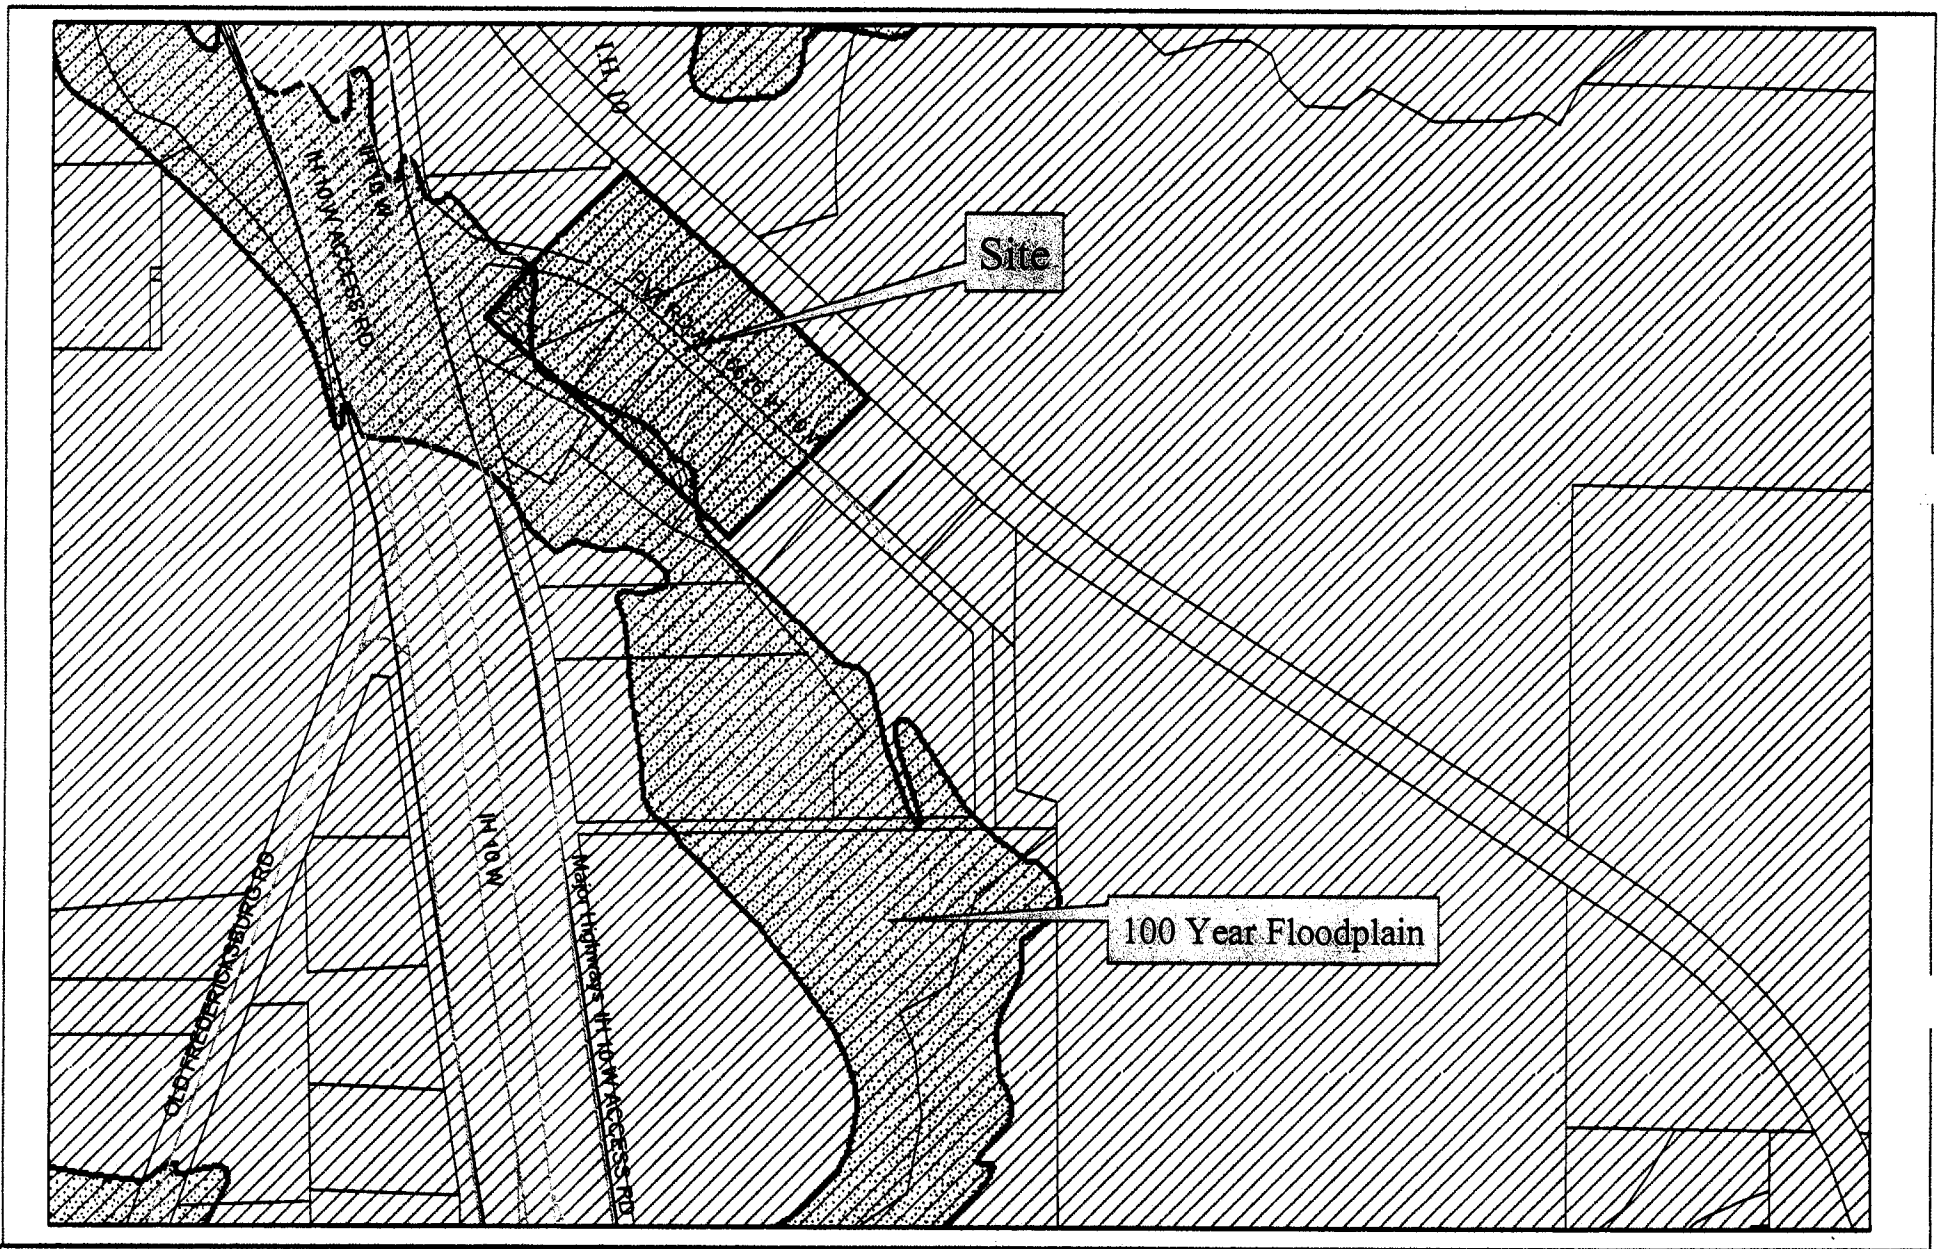 IH 10
IH 10 W
IH 10 W ACCESS RD
Site
IH 10 W
Major Highways IH 10 W ACCESS RD
OLD FREDERICKSBURG RD
100 Year Floodplain